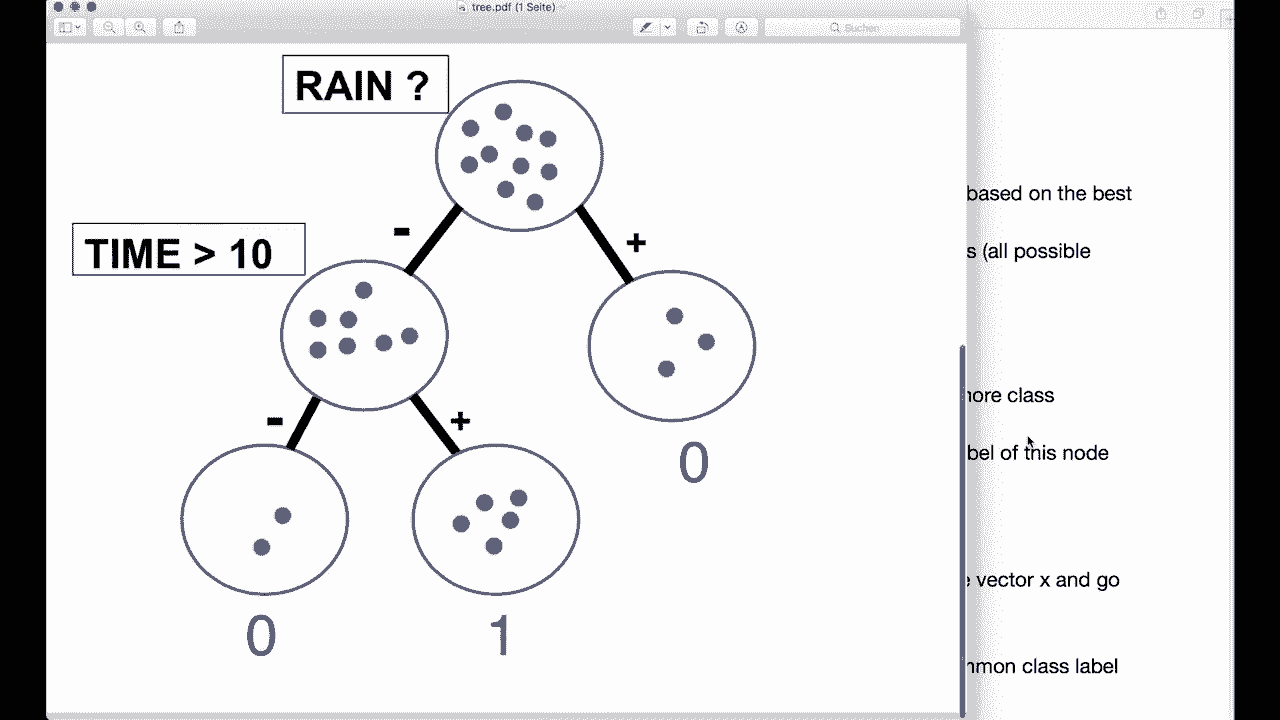 tree.pdf (1 Seite)
Suchen
RAIN ?
-
+
TIME > 10
-
+
0
0
1
based on the best
s (all possible
nore class
bel of this node
vector x and go
nmon class label